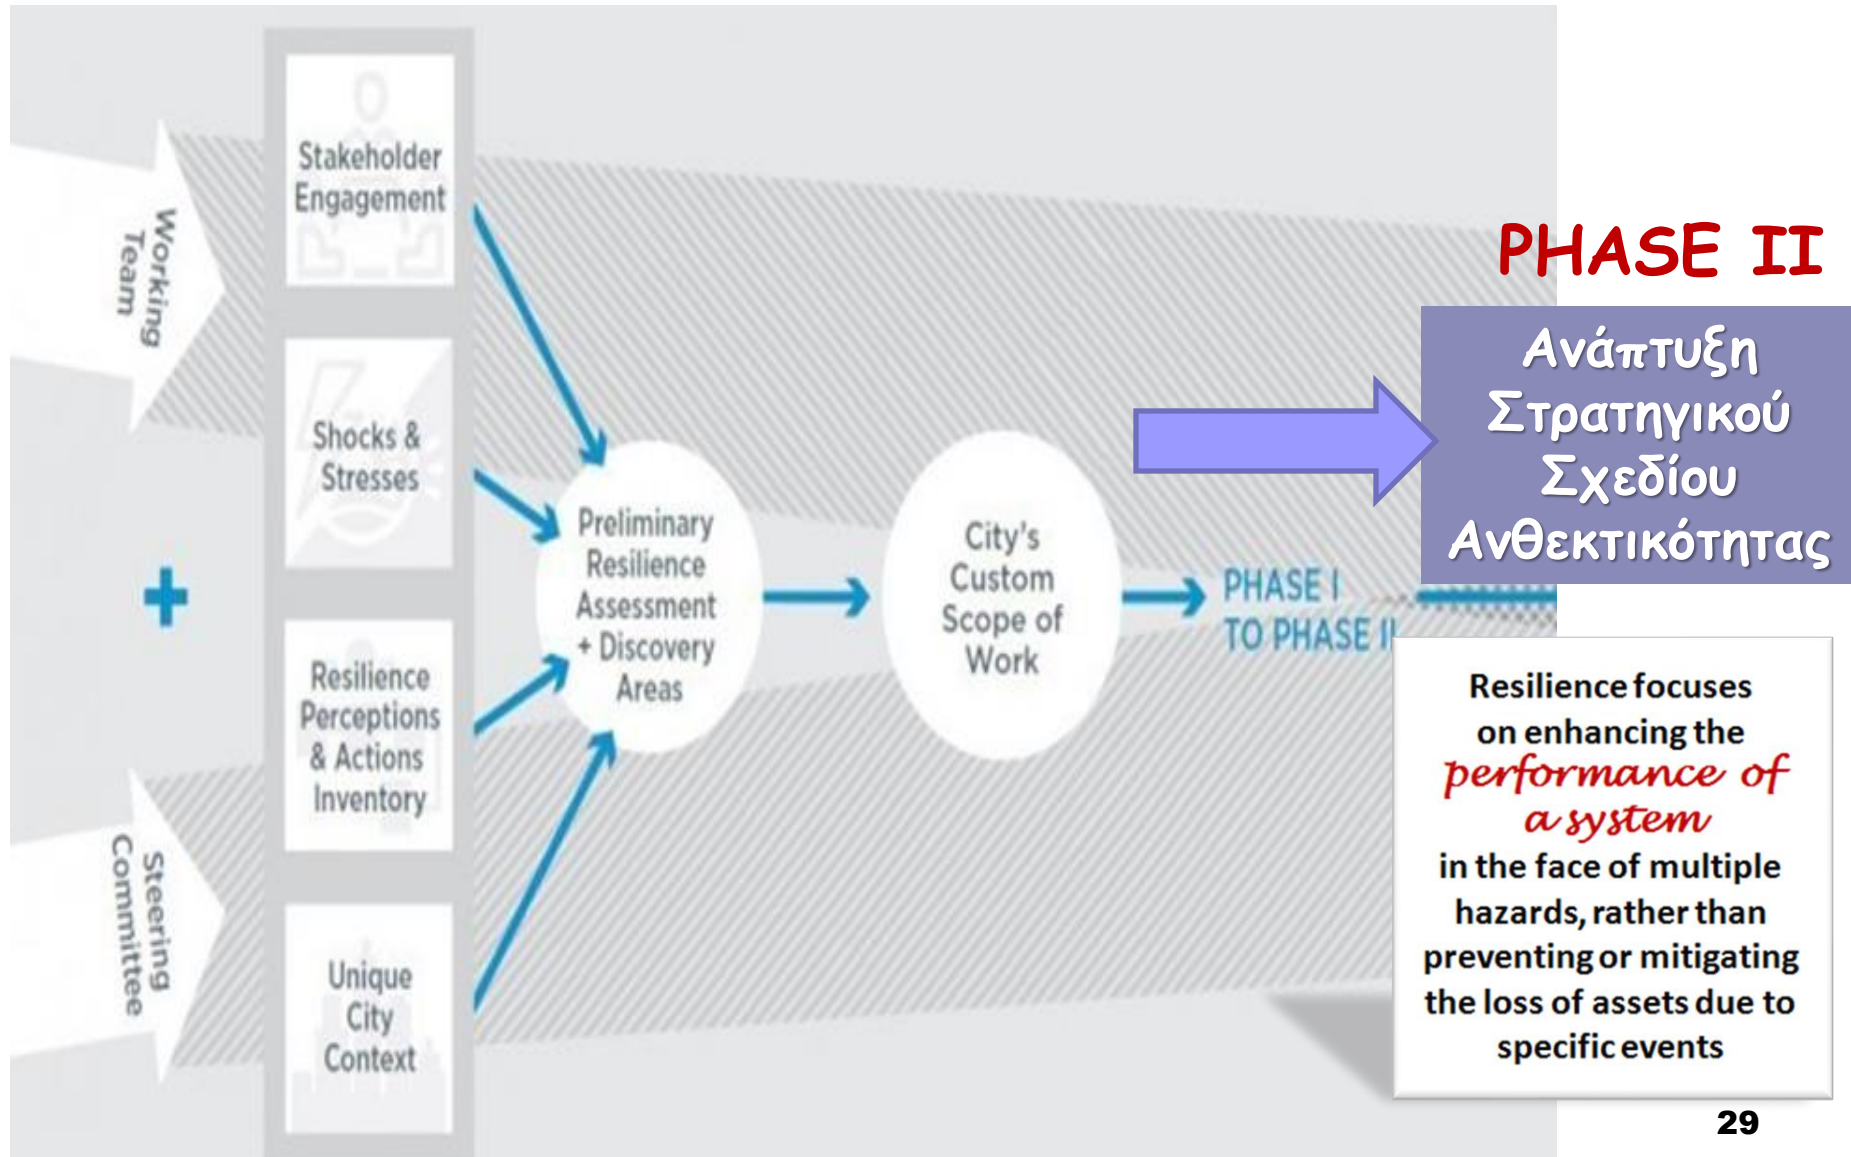 Working
Team
Steering
Committee
Stakeholder
Engagement
Shocks &
Stresses
Resilience
Perceptions
& Actions
Inventory
Unique
City
Context
Preliminary
Resilience
Assessment
+ Discovery
Areas
City's
Custom
Scope of
Work
PHASE I
TO PHASE II
PHASE II
Ανάπτυξη
Στρατηγικού
Σχεδίου
Ανθεκτικότητας
Resilience focuses
on enhancing the
performance of
a system
in the face of multiple
hazards, rather than
preventing or mitigating
the loss of assets due to
specific events
29